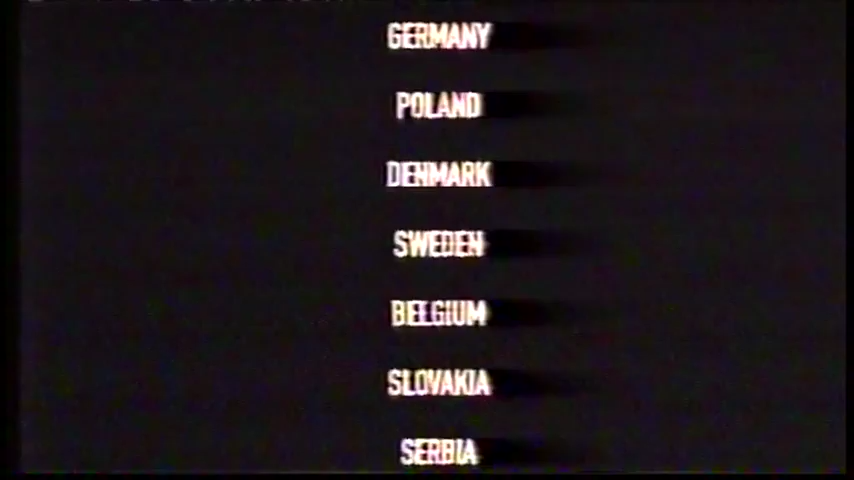 GERMANY
POLAND
DENMARK
SWEDEN
BELGIUM
SLOVAKIA
SERBIA